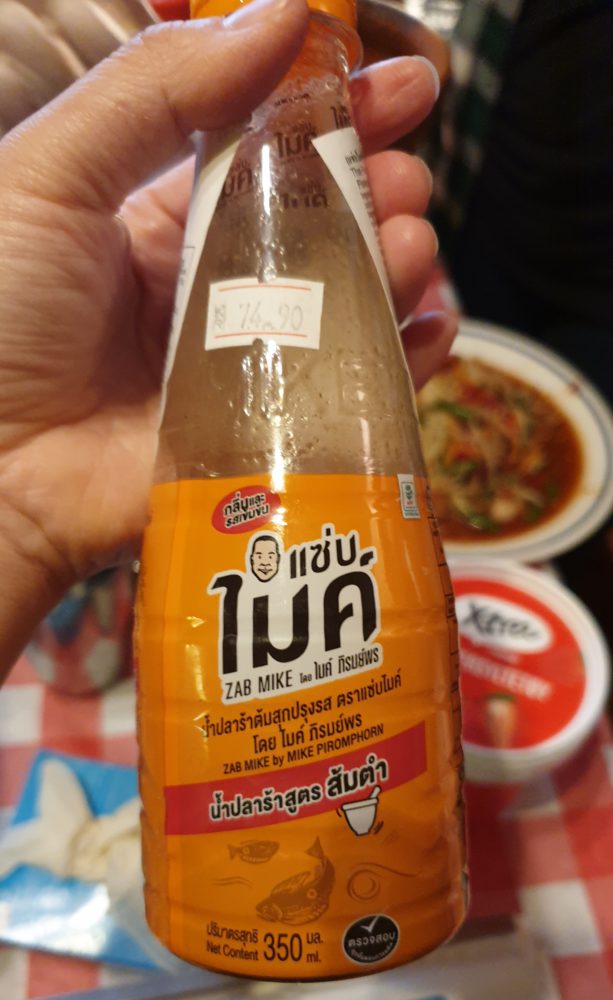 ไมค์
74.90
กลิ่นและ
รสเข้มข้น
แซ่บ
ไมค์
ZAB MIKE โดย ไมค์ ภิรมย์พร
น้ำปลาร้าต้มสุกปรุงรส ตราแซ่บไมค์
โดย ไมค์ ภิรมย์พร
ZAB MIKE by MIKE PIROMPHORN
น้ำปลาร้าสูตร ส้มตำ
ปริมาตรสุทธิ 350 มล.
Net Content ml.
ตรวจสอบ